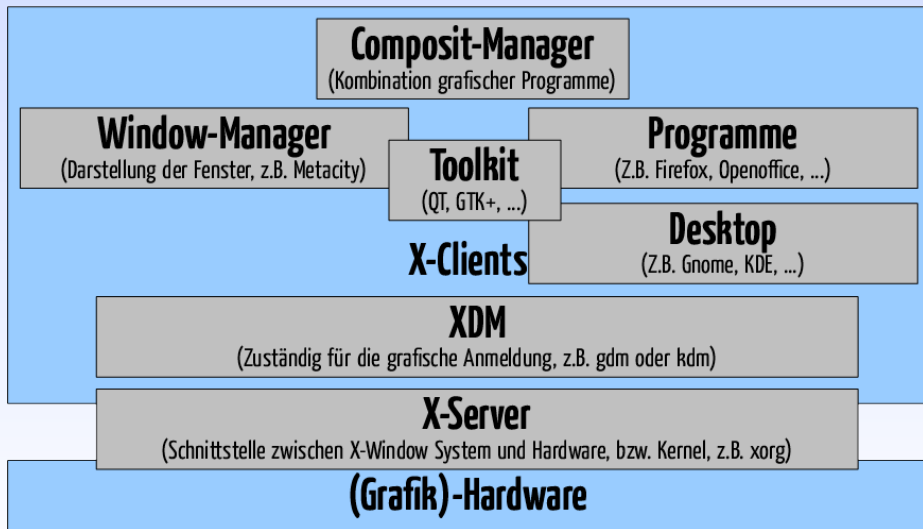 Composit-Manager
(Kombination grafischer Programme)
Window-Manager
(Darstellung der Fenster, z.B. Metacity)
Toolkit
(QT, GTK+, ...)
Programme
(Z.B. Firefox, Openoffice, ...)
Desktop
(Z.B. Gnome, KDE, ...)
X-Clients
XDM
(Zuständig für die grafische Anmeldung, z.B. gdm oder kdm)
X-Server
(Schnittstelle zwischen X-Window System und Hardware, bzw. Kernel, z.B. xorg)
(Grafik)-Hardware